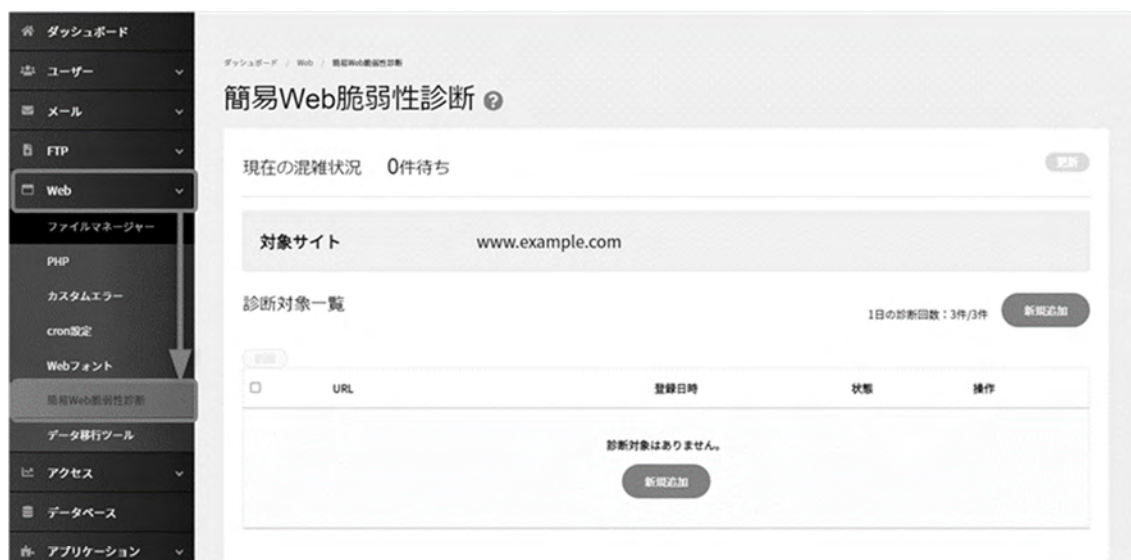 ダッシュボード
ユーザー
メール
FTP
Web
ファイルマネージャー
PHP
カスタムエラー
cron設定
Webフォント
簡易Web脆弱性診断
データ移行ツール
アクセス
データベース
アプリケーション
ダッシュボード / Web / 簡易Web脆弱性診断
簡易Web脆弱性診断 ?
現在の混雑状況 0件待ち
更新
対象サイト www.example.com
診断対象一覧
1日の診断回数：3件/3件
新規追加
削除
URL 登録日時 状態 操作
診断対象はありません。
新規追加